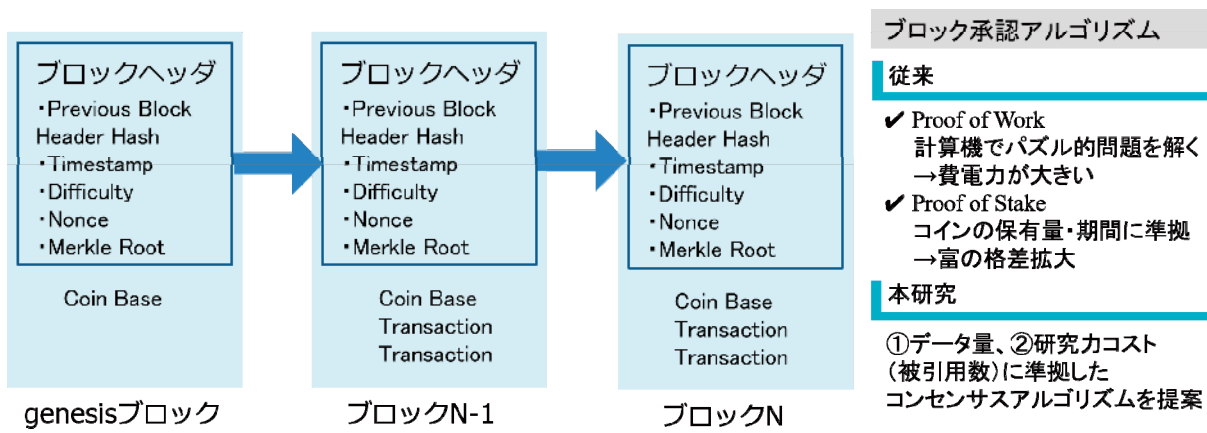 ブロックヘッダ
・Previous Block
Header Hash
・Timestamp
・Difficulty
・Nonce
・Merkle Root
Coin Base
genesisブロック
ブロックヘッダ
・Previous Block
Header Hash
・Timestamp
・Difficulty
・Nonce
・Merkle Root
Coin Base
Transaction
Transaction
ブロックN-1
ブロックヘッダ
・Previous Block
Header Hash
・Timestamp
・Difficulty
・Nonce
・Merkle Root
Coin Base
Transaction
Transaction
ブロックN
ブロック承認アルゴリズム
従来
✔ Proof of Work
計算機でパズル的問題を解く
→費電力が大きい
✔ Proof of Stake
コインの保有量・期間に準拠
→富の格差拡大
本研究
①データ量、②研究力コスト
（被引用数）に準拠した
コンセンサスアルゴリズムを提案